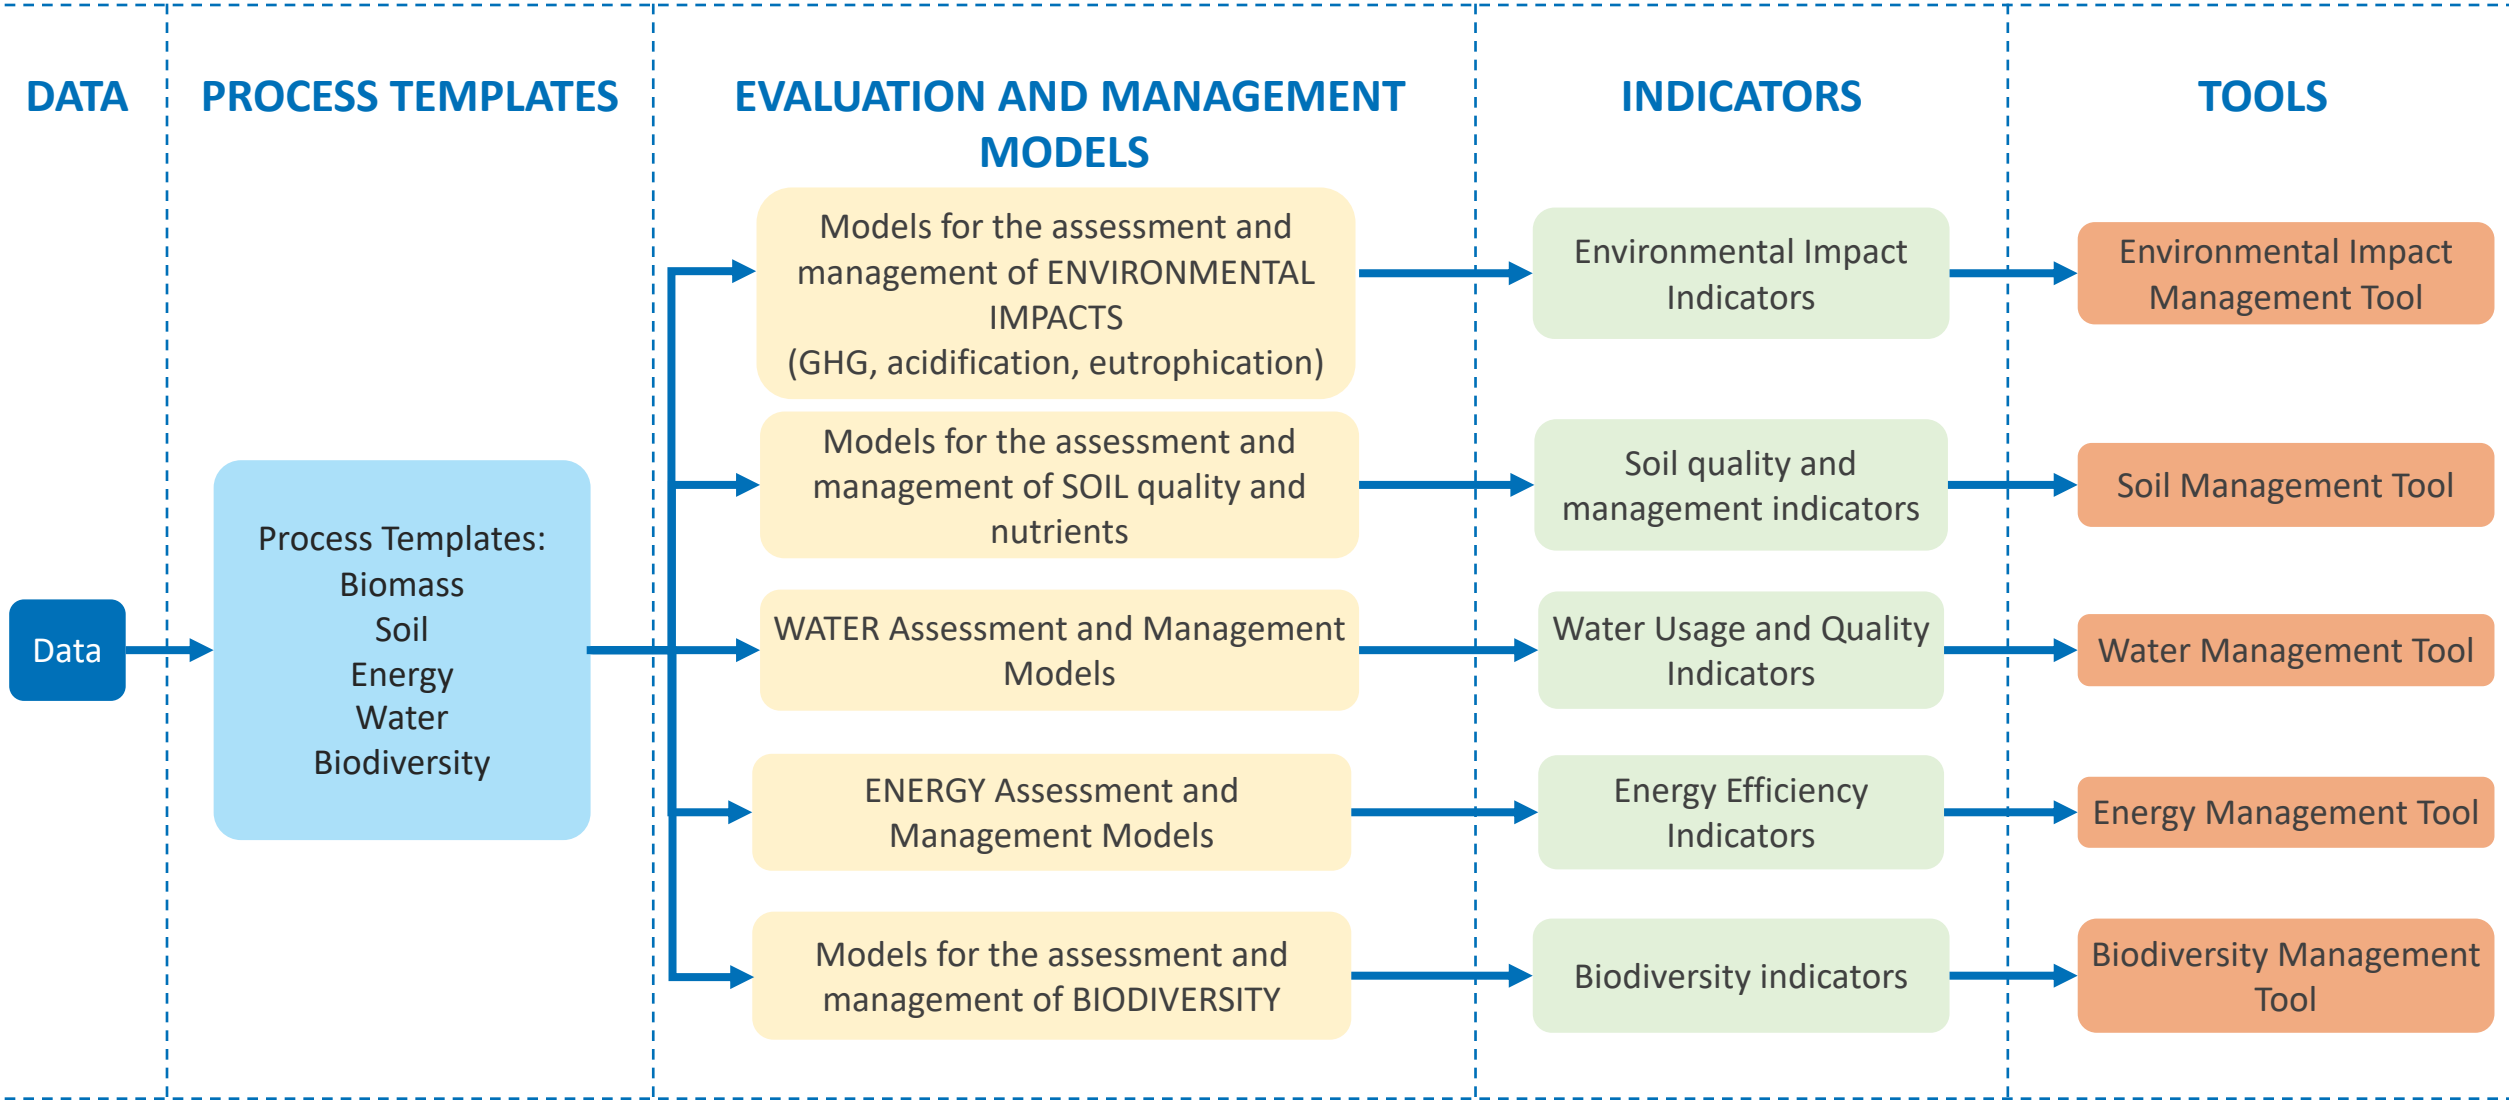 DATA
PROCESS TEMPLATES
EVALUATION AND MANAGEMENT
MODELS
INDICATORS
TOOLS
Data
Process Templates:
Biomass
Soil
Energy
Water
Biodiversity
Models for the assessment and
management of ENVIRONMENTAL
IMPACTS
(GHG, acidification, eutrophication)
Environmental Impact
Indicators
Environmental Impact
Management Tool
Models for the assessment and
management of SOIL quality and
nutrients
Soil quality and
management indicators
Soil Management Tool
WATER Assessment and Management
Models
Water Usage and Quality
Indicators
Water Management Tool
ENERGY Assessment and
Management Models
Energy Efficiency
Indicators
Energy Management Tool
Models for the assessment and
management of BIODIVERSITY
Biodiversity indicators
Biodiversity Management
Tool